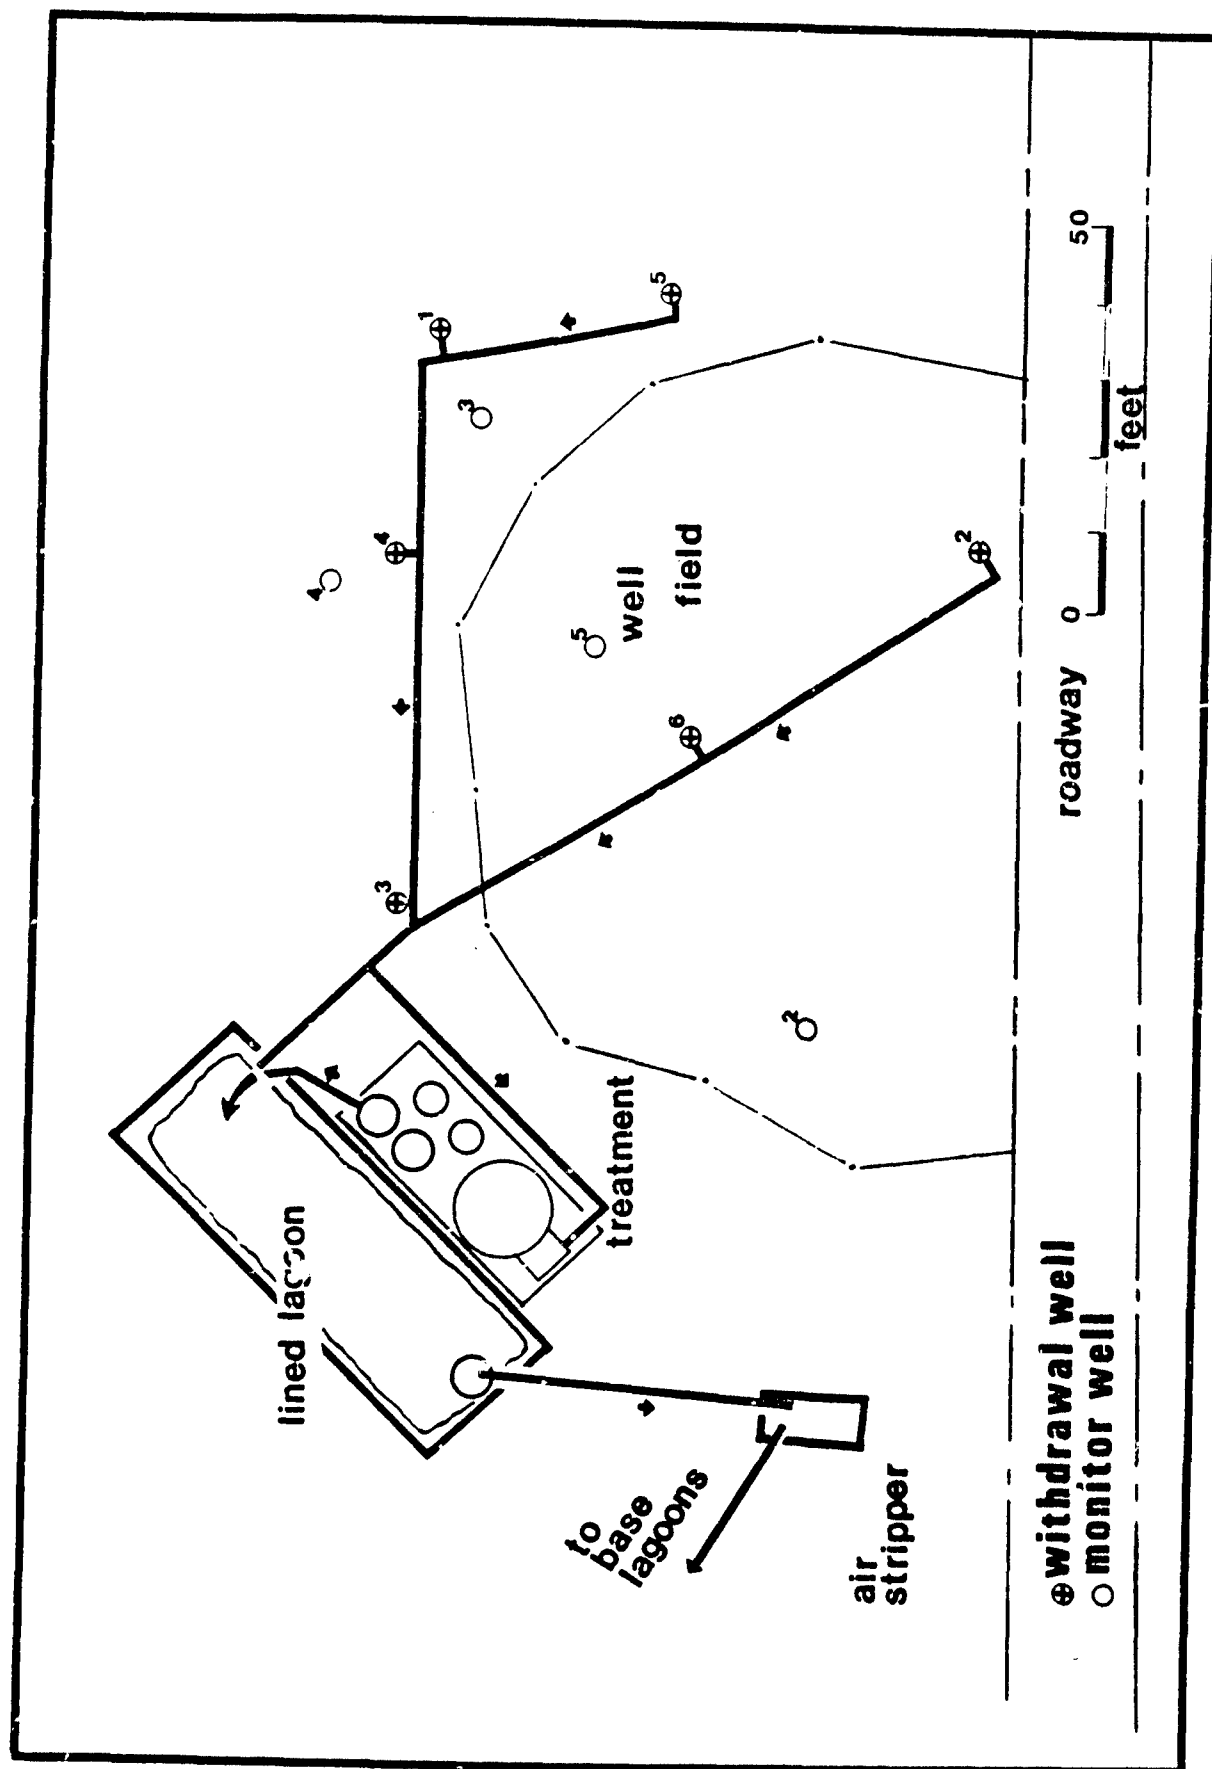 lined lagoon
treatment
to
base
lagoons
air
stripper
3
4
1
5
4
3
5
6
2
2
well
field
roadway
0
50
feet
⊕ withdrawal well
○ monitor well